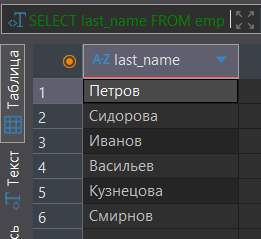 SELECT last_name FROM emp
Таблица
Текст
A-Z last_name
1 Петров
2 Сидорова
3 Иванов
4 Васильев
5 Кузнецова
6 Смирнов